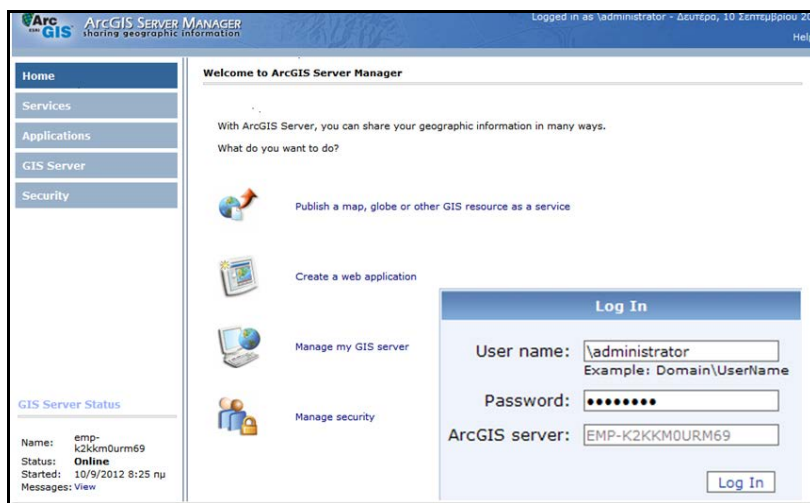 Arc GIS
ESRI
ArcGIS Server Manager
sharing geographic information
Logged in as \administrator - Δευτέρα, 10 Σεπτεμβρίου 20
Help
Home
Services
Applications
GIS Server
Security
Welcome to ArcGIS Server Manager
With ArcGIS Server, you can share your geographic information in many ways.
What do you want to do?
Publish a map, globe or other GIS resource as a service
Create a web application
Manage my GIS server
Manage security
GIS Server Status
Name: emp-k2kkm0urm69
Status: Online
Started: 10/9/2012 8:25 πμ
Messages: View
Log In
User name: \administrator
Example: Domain\UserName
Password: ••••••••
ArcGIS server: EMP-K2KKM0URM69
Log In